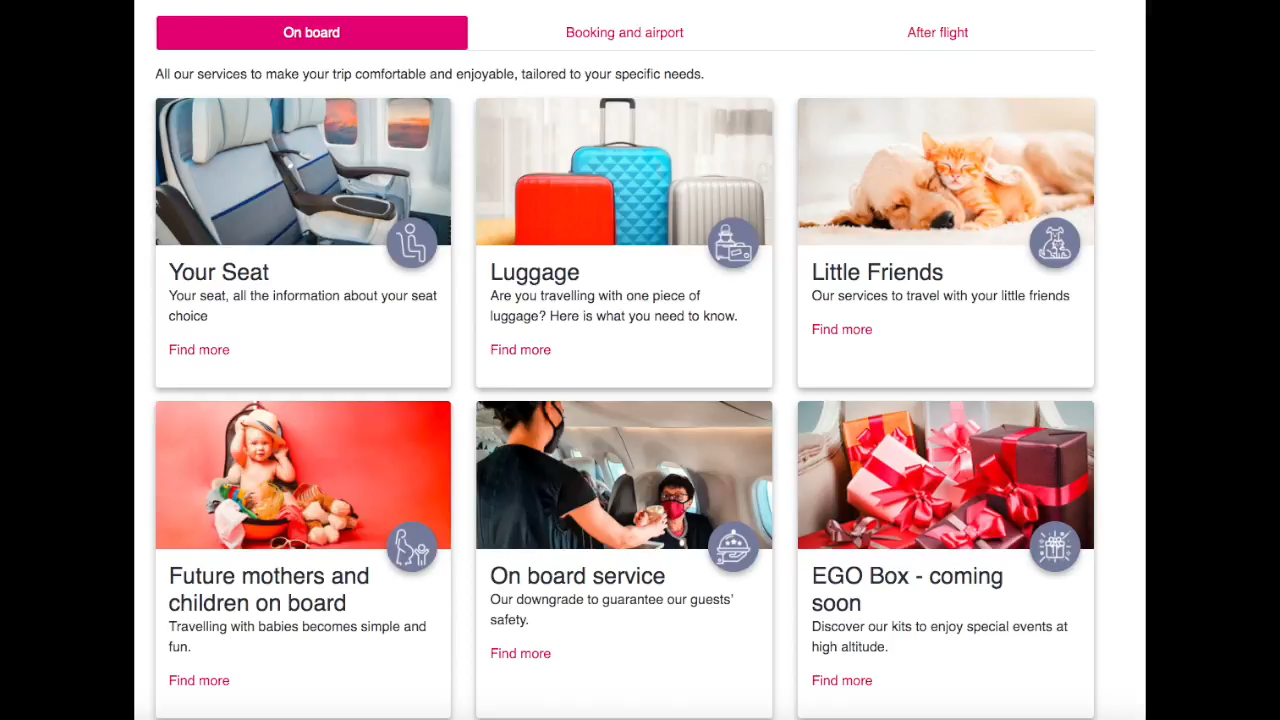 On board
Booking and airport
After flight
All our services to make your trip comfortable and enjoyable, tailored to your specific needs.
Your Seat
Your seat, all the information about your seat
choice
Find more
Luggage
Are you travelling with one piece of
luggage? Here is what you need to know.
Find more
Little Friends
Our services to travel with your little friends
Find more
Future mothers and
children on board
Travelling with babies becomes simple and
fun.
Find more
On board service
Our downgrade to guarantee our guests'
safety.
Find more
EGO Box - coming
soon
Discover our kits to enjoy special events at
high altitude.
Find more